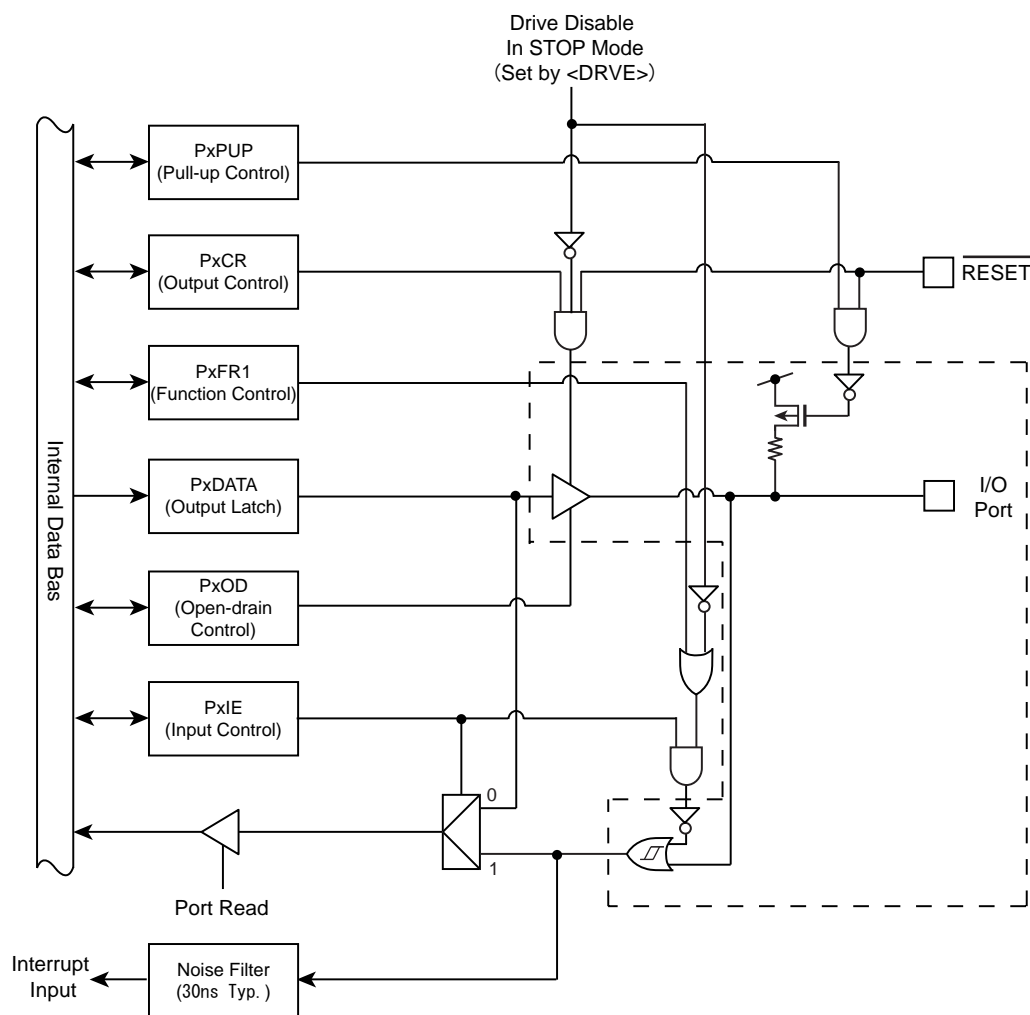 Drive Disable
In STOP Mode
(Set by <DRVE>)
PxPUP
(Pull-up Control)
PxCR
(Output Control)
RESET
PxFR1
(Function Control)
Internal Data Bas
PxDATA
(Output Latch)
I/O
Port
PxOD
(Open-drain
Control)
PxIE
(Input Control)
0
1
Port Read
Interrupt
Input
Noise Filter
(30ns Typ.)